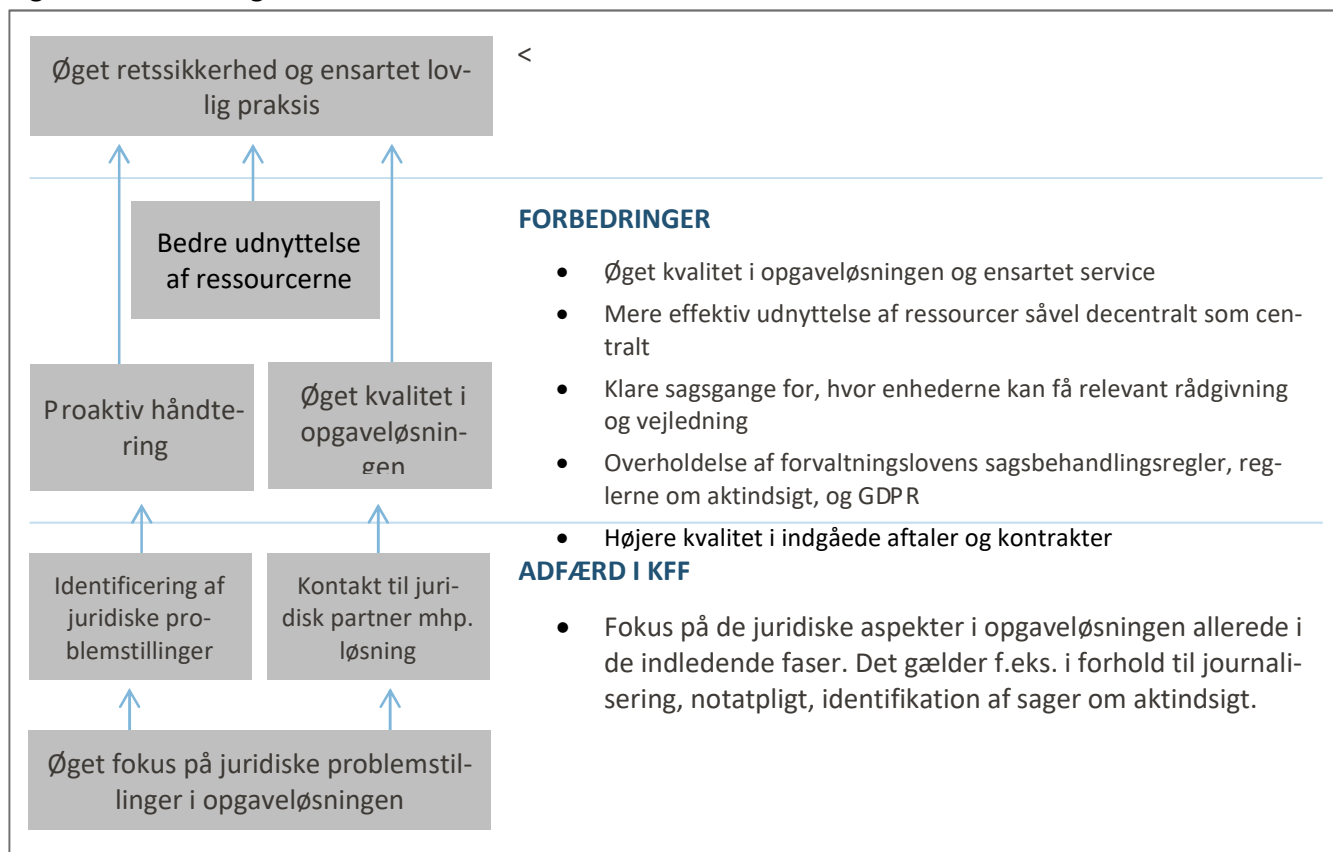 Øget retssikkerhed og ensartet lov-
lig praksis
<
Bedre udnyttelse
af ressourcerne
Proaktiv håndte-
ring
Øget kvalitet i
opgaveløsnin-
gen
FORBEDRINGER
• Øget kvalitet i opgaveløsningen og ensartet service
• Mere effektiv udnyttelse af ressourcer såvel decentralt som cen-
tralt
• Klare sagsgange for, hvor enhederne kan få relevant rådgivning
og vejledning
• Overholdelse af forvaltningslovens sagsbehandlingsregler, reg-
lerne om aktindsigt, og GDPR
• Højere kvalitet i indgåede aftaler og kontrakter
Identificering af
juridiske pro-
blemstillinger
Kontakt til juri-
disk partner mhp.
løsning
ADFÆRD I KFF
• Fokus på de juridiske aspekter i opgaveløsningen allerede i
de indledende faser. Det gælder f.eks. i forhold til journali-
sering, notatpligt, identifikation af sager om aktindsigt.
Øget fokus på juridiske problemstil-
linger i opgaveløsningen